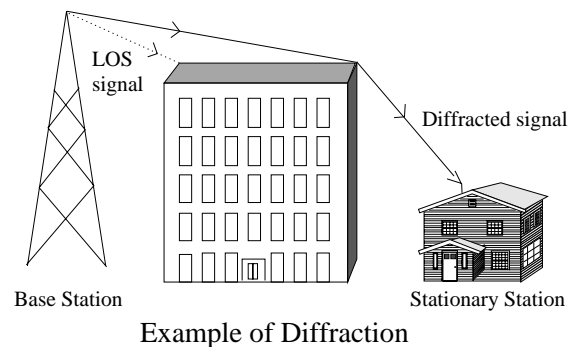 LOS
signal
Diffracted signal
Base Station
Stationary Station
Example of Diffraction